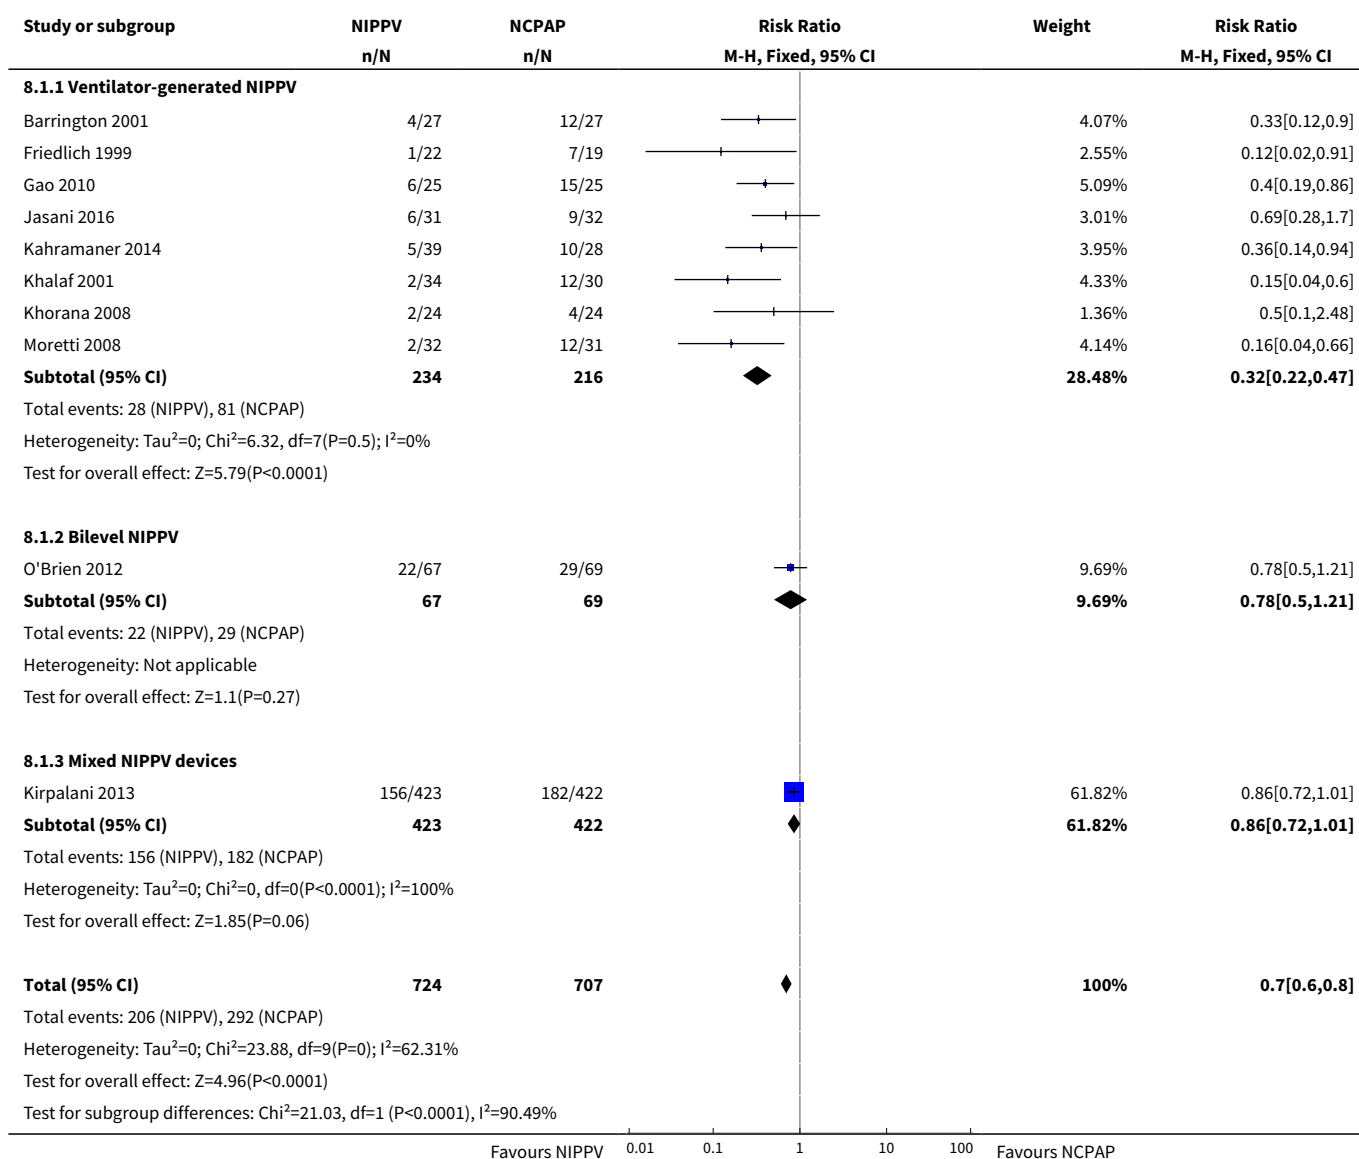 Study or subgroup NIPPV NCPAP Risk Ratio Weight Risk Ratio
n/N n/N M-H, Fixed, 95% CI M-H, Fixed, 95% CI
8.1.1 Ventilator-generated NIPPV
Barrington 2001 4/27 12/27 4.07% 0.33[0.12,0.9]
Friedlich 1999 1/22 7/19 2.55% 0.12[0.02,0.91]
Gao 2010 6/25 15/25 5.09% 0.4[0.19,0.86]
Jasani 2016 6/31 9/32 3.01% 0.69[0.28,1.7]
Kahramaner 2014 5/39 10/28 3.95% 0.36[0.14,0.94]
Khalaf 2001 2/34 12/30 4.33% 0.15[0.04,0.6]
Khorana 2008 2/24 4/24 1.36% 0.5[0.1,2.48]
Moretti 2008 2/32 12/31 4.14% 0.16[0.04,0.66]
Subtotal (95% CI) 234 216 28.48% 0.32[0.22,0.47]
Total events: 28 (NIPPV), 81 (NCPAP)
Heterogeneity: Tau²=0; Chi²=6.32, df=7(P=0.5); I²=0%
Test for overall effect: Z=5.79(P<0.0001)
8.1.2 Bilevel NIPPV
O'Brien 2012 22/67 29/69 9.69% 0.78[0.5,1.21]
Subtotal (95% CI) 67 69 9.69% 0.78[0.5,1.21]
Total events: 22 (NIPPV), 29 (NCPAP)
Heterogeneity: Not applicable
Test for overall effect: Z=1.1(P=0.27)
8.1.3 Mixed NIPPV devices
Kirpalani 2013 156/423 182/422 61.82% 0.86[0.72,1.01]
Subtotal (95% CI) 423 422 61.82% 0.86[0.72,1.01]
Total events: 156 (NIPPV), 182 (NCPAP)
Heterogeneity: Tau²=0; Chi²=0, df=0(P<0.0001); I²=100%
Test for overall effect: Z=1.85(P=0.06)
Total (95% CI) 724 707 100% 0.7[0.6,0.8]
Total events: 206 (NIPPV), 292 (NCPAP)
Heterogeneity: Tau²=0; Chi²=23.88, df=9(P=0); I²=62.31%
Test for overall effect: Z=4.96(P<0.0001)
Test for subgroup differences: Chi²=21.03, df=1 (P<0.0001), I²=90.49%
Favours NIPPV 0.01 0.1 1 10 100 Favours NCPAP